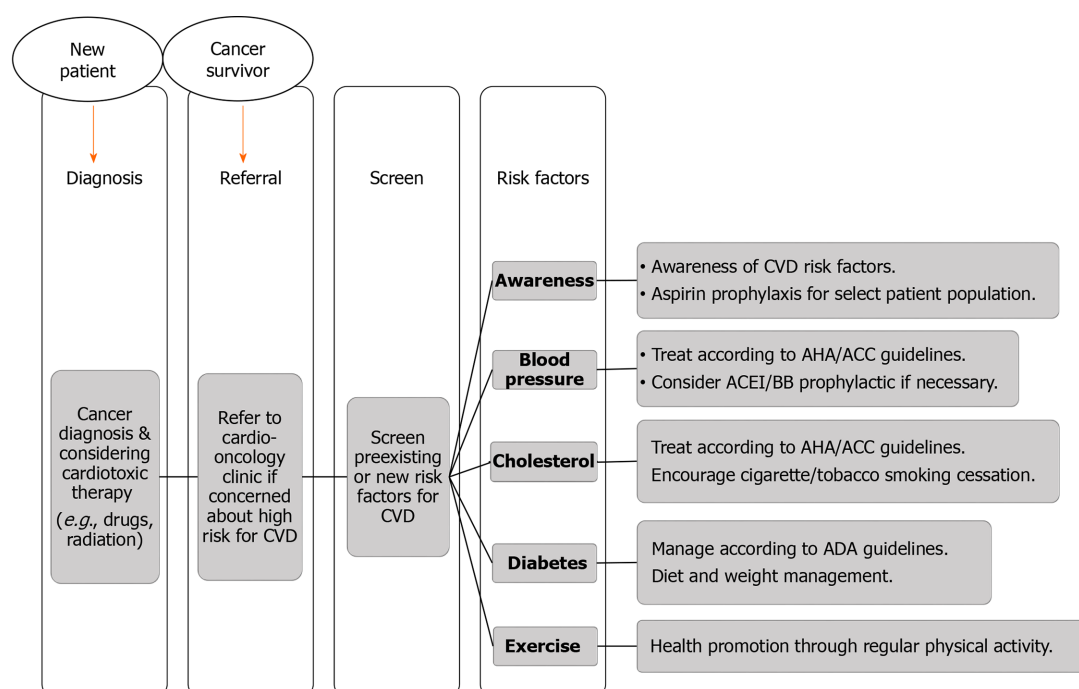 New
patient
Cancer
survivor
Diagnosis
Referral
Screen
Risk factors
Cancer
diagnosis &
considering
cardiotoxic
therapy
(e.g., drugs,
radiation)
Refer to
cardio-
oncology
clinic if
concerned
about high
risk for CVD
Screen
preexisting
or new risk
factors for
CVD
Awareness
• Awareness of CVD risk factors.
• Aspirin prophylaxis for select patient population.
Blood
pressure
• Treat according to AHA/ACC guidelines.
• Consider ACEI/BB prophylactic if necessary.
Cholesterol
Treat according to AHA/ACC guidelines.
Encourage cigarette/tobacco smoking cessation.
Diabetes
Manage according to ADA guidelines.
Diet and weight management.
Exercise
Health promotion through regular physical activity.